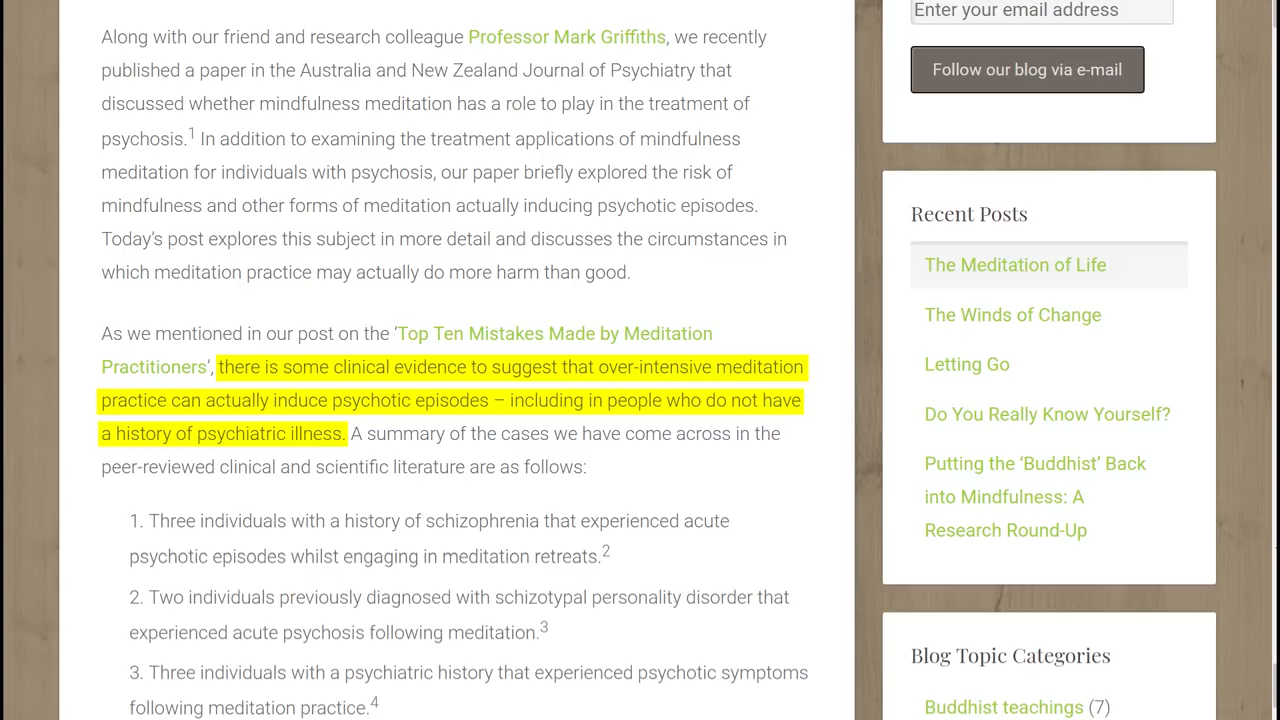 Along with our friend and research colleague Professor Mark Griffiths, we recently
published a paper in the Australia and New Zealand Journal of Psychiatry that
discussed whether mindfulness meditation has a role to play in the treatment of
psychosis.1 In addition to examining the treatment applications of mindfulness
meditation for individuals with psychosis, our paper briefly explored the risk of
mindfulness and other forms of meditation actually inducing psychotic episodes.
Today’s post explores this subject in more detail and discusses the circumstances in
which meditation practice may actually do more harm than good.
As we mentioned in our post on the ‘Top Ten Mistakes Made by Meditation
Practitioners’, there is some clinical evidence to suggest that over-intensive meditation
practice can actually induce psychotic episodes – including in people who do not have
a history of psychiatric illness. A summary of the cases we have come across in the
peer-reviewed clinical and scientific literature are as follows:
1. Three individuals with a history of schizophrenia that experienced acute
psychotic episodes whilst engaging in meditation retreats.2
2. Two individuals previously diagnosed with schizotypal personality disorder that
experienced acute psychosis following meditation.3
3. Three individuals with a psychiatric history that experienced psychotic symptoms
following meditation practice.4
Enter your email address
Follow our blog via e-mail
Recent Posts
The Meditation of Life
The Winds of Change
Letting Go
Do You Really Know Yourself?
Putting the ‘Buddhist’ Back
into Mindfulness: A
Research Round-Up
Blog Topic Categories
Buddhist teachings (7)